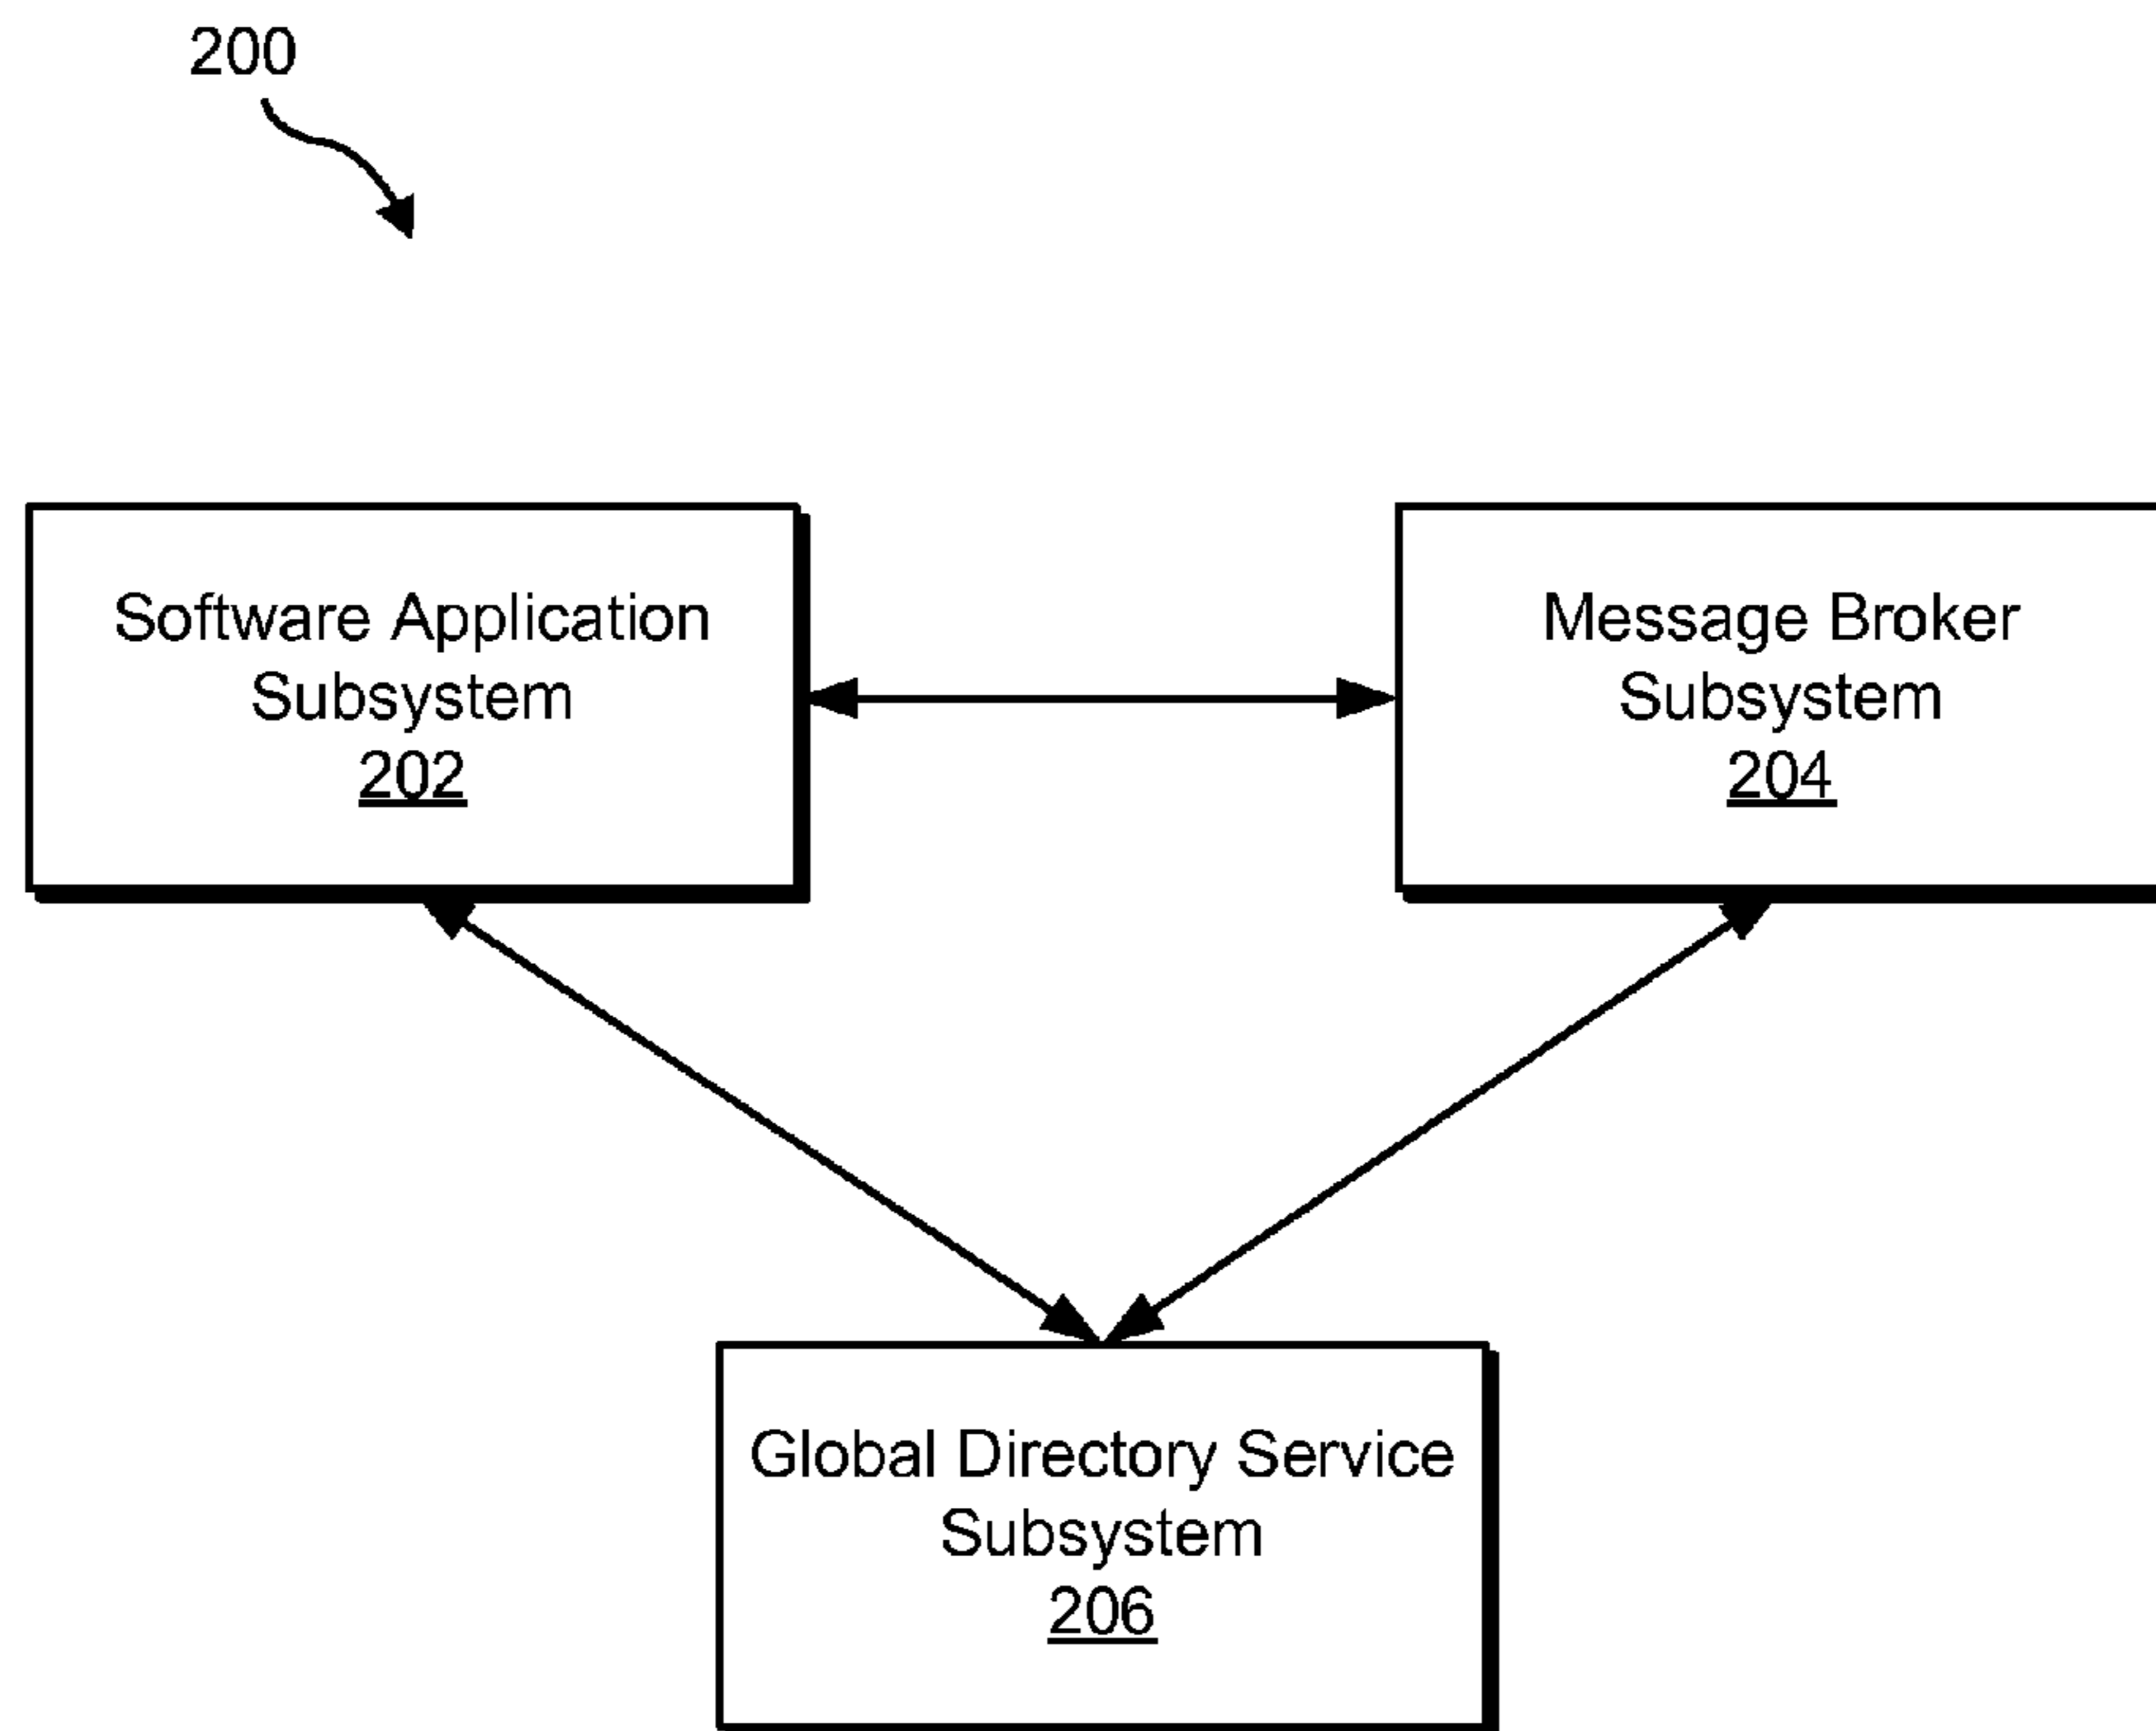 200
Software Application
Subsystem
202
Message Broker
Subsystem
204
Global Directory Service
Subsystem
206